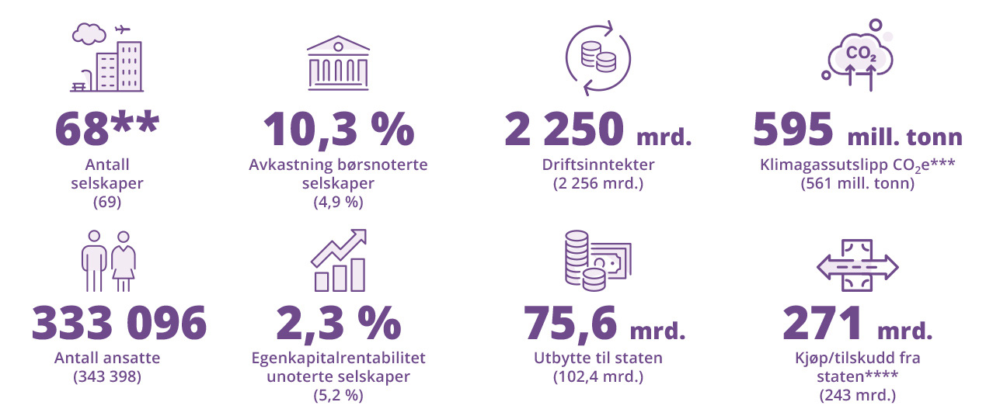 68**
Antall
selskaper
(69)
10,3 %
Avkastning børsnoterte
selskaper
(4,9 %)
2 250 mrd.
Driftsinntekter
(2 256 mrd.)
CO₂
595 mill. tonn
Klimagassutslipp CO₂e***
(561 mill. tonn)
333 096
Antall ansatte
(343 398)
2,3 %
Egenkapitalrentabilitet
unoterte selskaper
(5,2 %)
75,6 mrd.
Utbytte til staten
(102,4 mrd.)
271 mrd.
Kjøp/tilskudd fra
staten****
(243 mrd.)